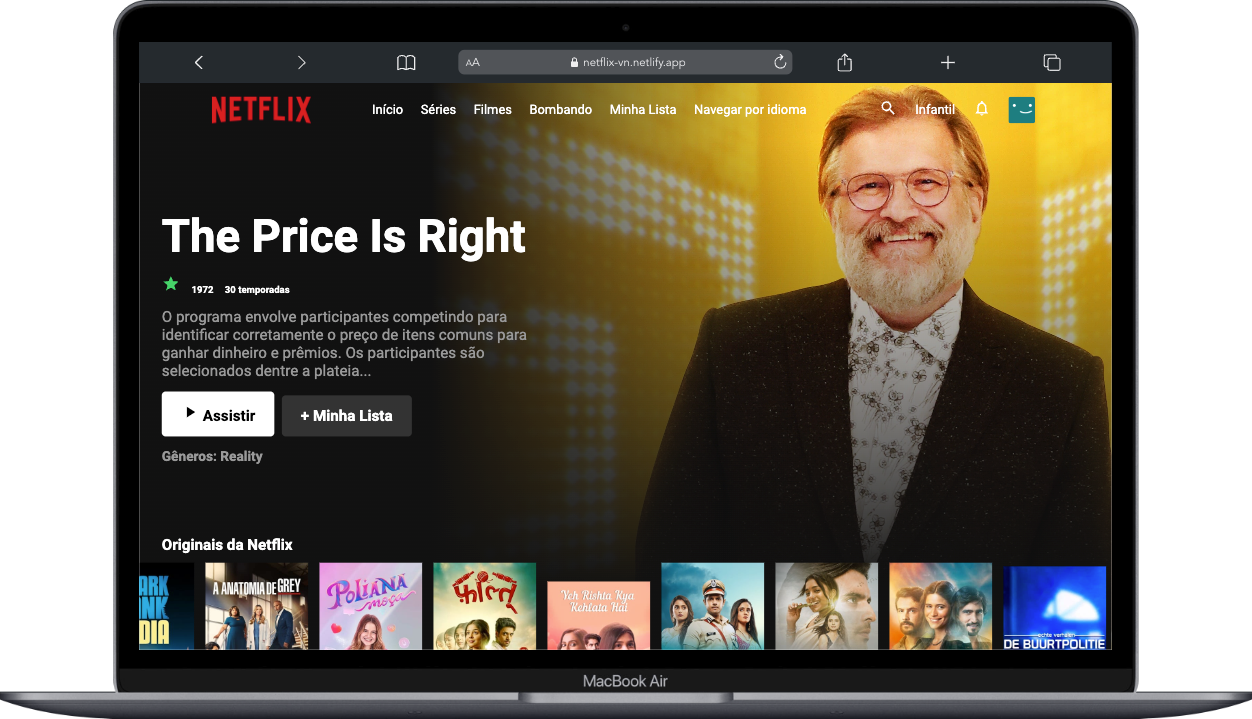 AA netflix-vn.netlify.app
NETFLIX
Início Séries Filmes Bombando Minha Lista Navegar por idioma Infantil
The Price Is Right
1972 30 temporadas
O programa envolve participantes competindo para
identificar corretamente o preço de itens comuns para
ganhar dinheiro e prêmios. Os participantes são
selecionados dentre a plateia...
Assistir
+ Minha Lista
Gêneros: Reality
Originais da Netflix
ARK
INK
DIA
A ANATOMIA DE GREY
POLIANA
moça
फाल्तू
Yeh Rishta Kya
Kehlata Hai
echte verhalen
DE BUURTPOLITIE
MacBook Air